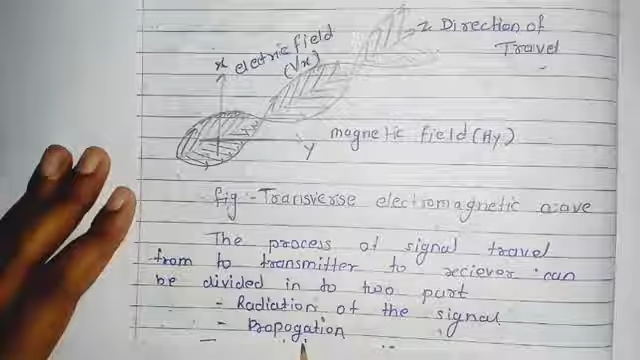 z Direction of
Travel
x electric field
(Vx)
magnetic field (Hy)
y
fig :- Transverse electromagnetic wave
The process of signal travel
from to transmitter to reciever can
be divided in to two part
- Radiation of the signal
- Propogation